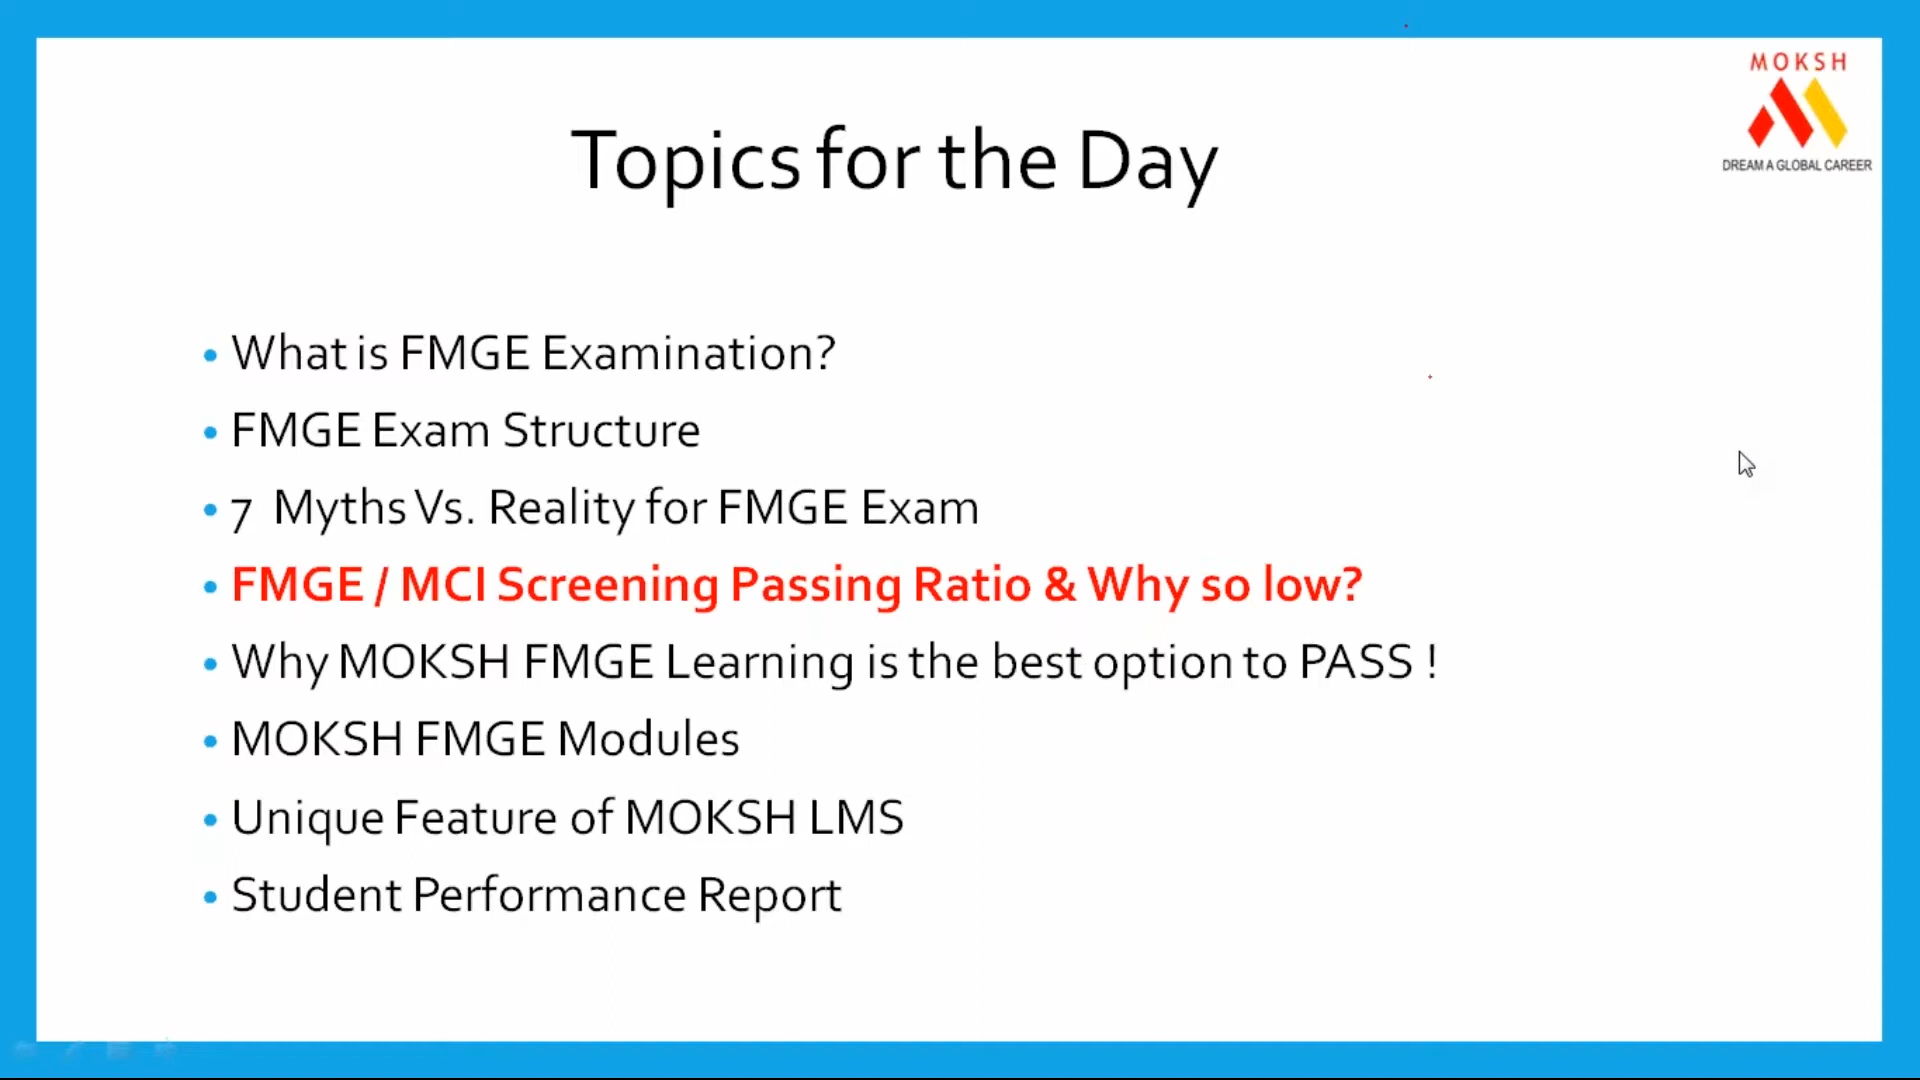 MOKSH
DREAM A GLOBAL CAREER
Topics for the Day
• What is FMGE Examination?
• FMGE Exam Structure
• 7 Myths Vs. Reality for FMGE Exam
• FMGE / MCI Screening Passing Ratio & Why so low?
• Why MOKSH FMGE Learning is the best option to PASS !
• MOKSH FMGE Modules
• Unique Feature of MOKSH LMS
• Student Performance Report